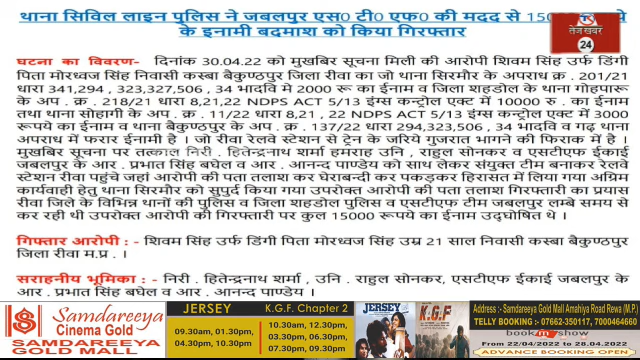 थाना सिविल लाइन पुलिस ने जबलपुर एस0 टी0 एफ0 की मदद से
के इनामी बदमाश को किया गिरफ्तार
तेज खबर
24
घटना का विवरण- दिनांक 30.04.22 को मुखबिर सूचना मिली की आरोपी शिवम सिंह उर्फ डिंगी
पिता मोरध्वज सिंह निवासी कस्बा बैकुण्ठपुर जिला रीवा का जो थाना सिरमौर के अपराध क्र . 201/21
धारा 341,294 , 323,327,506 , 34 भादवि मे 2000 रू का ईनाम व जिला शहडोल के थाना गोहपारू
के अप . क्र . 218/21 धारा 8,21,22 NDPS ACT 5/13 इंग्स कन्ट्रोल एक्ट में 10000 रु . का ईनाम
तथा थाना सोहागी के अप . क्र . 11/22 धारा 8,21 , 22 NDPS ACT 5/13 इंग्स कन्ट्रोल एक्ट में 3000
रूपये का ईनाम व थाना बैकुण्ठपुर के अप . क्र . 137/22 धारा 294,323,506 , 34 भादवि व गढ़ थाना
अपराध में फरार ईनामी है । जो रीवा रेलवे स्टेशन से ट्रेन के जरिये गुजरात भागने की फिराक में है ।
मुखबिर सूचना पर तत्काल निरी . हितेन्द्रनाथ शर्मा हमराह उनि . राहुल सोनकर व एसटीएफ ईकाई
जबलपुर के आर . प्रभात सिंह बघेल व आर . आनन्द पाण्डेय को साथ लेकर संयुक्त टीम बनाकर रेलवे
स्टेशन रीवा पहुंचे जहां आरोपी की पता तलाश कर घेराबन्दी कर पकड़कर हिरासत में लिया गया अग्रिम
कार्यवाही हेतु थाना सिरमौर को सुपुर्द किया गया उपरोक्त आरोपी की पता तलाश गिरफ्तारी का प्रयास
रीवा जिले के विभिन्न थानों की पुलिस व जिला शहडोल पुलिस व एसटीएफ टीम जबलपुर लम्बे समय से
कर रही थी उपरोक्त आरोपी की गिरफ्तारी पर कुल 15000 रूपये का ईनाम उद्घोषित थे ।
गिफ्तार आरोपी : - शिवम सिंह उर्फ डिंगी पिता मोरध्वज सिंह उम्र 21 साल निवासी कस्बा बैकुण्ठपुर
जिला रीवा म.प्र . ।
सराहनीय भूमिका : - निरी . हितेन्द्रनाथ शर्मा , उनि . राहुल सोनकर, एसटीएफ ईकाई जबलपुर के
आर . प्रभात सिंह बघेल व आर . आनन्द पाण्डेय ।
Samdareeya
Cinema Gold
SAMDAREEYA
GOLD MALL
JERSEY
09.30am, 01.30pm,
04.30pm, 10.30pm
K.G.F. Chapter 2
10.30am, 12.30pm,
03.30pm, 06.30pm,
07.30pm, 09.30pm
JERSEY
K.G.F
Address :- Samdareeya Gold Mall Amahiya Road Rewa (M.P.)
TELLY BOOKING :- 07662-350117, 7000464660
bookmyshow
From 22/04/2022 to 28.04.2022
ADVANCE BOOKING OPEN